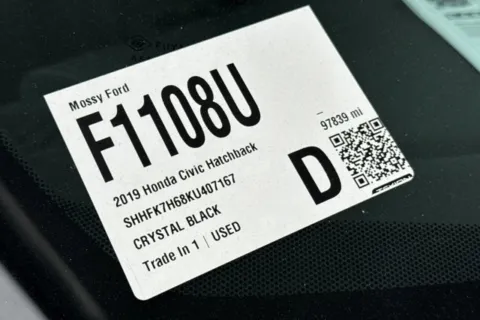 Mossy Ford
F1108U
2019 Honda Civic Hatchback
SHHFK7H68KU407167
CRYSTAL BLACK
Trade In 1 | USED
97839 mi
D